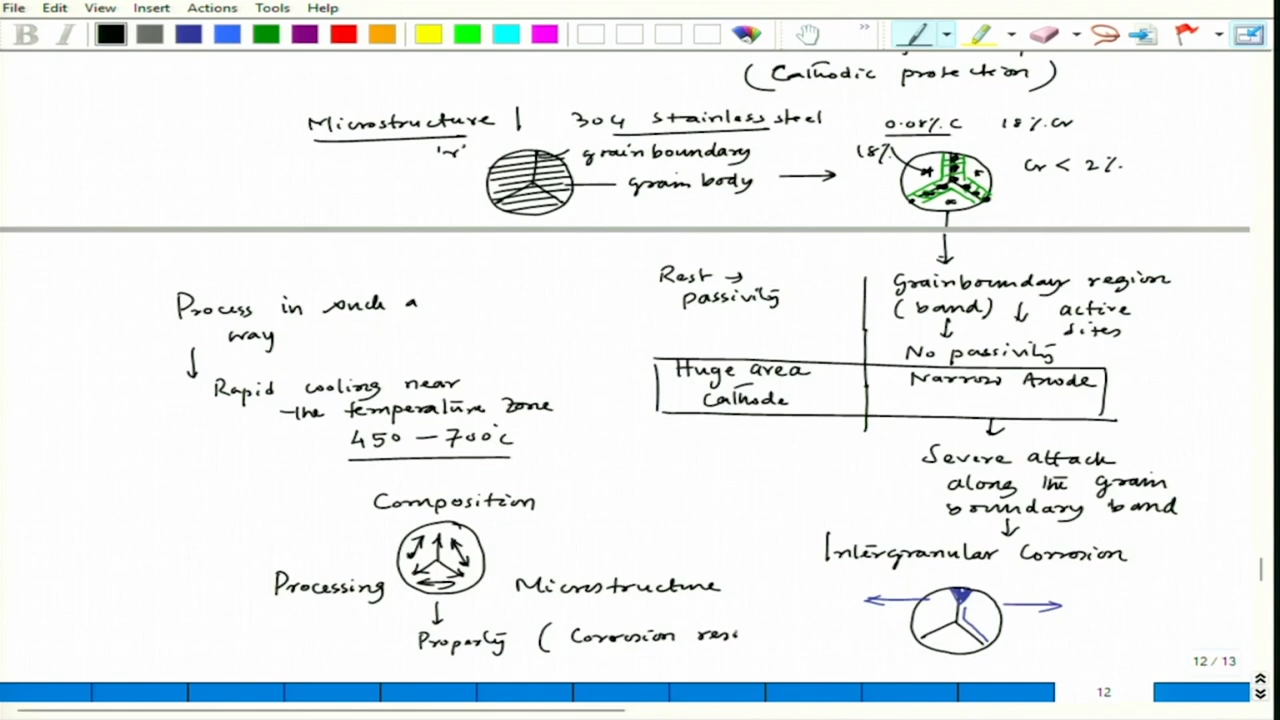 File Edit View Insert Actions Tools Help
B I
(Cathodic protection)
Microstructure | 304 stainless steel 0.08% C 18% Cr
'γ' grain boundary 18% Cr < 2%
grain body
Rest → passivity
Grainboundary region
(band) active sites
No passivity
Huge area Cathode
Narrow Anode
Severe attack
along the grain
boundary band
Intergranular Corrosion
Process in such a
way
Rapid cooling near
the temperature zone
450 – 700°C
Composition
Processing Microstructure
Property (Corrosion resi
12 / 13
12